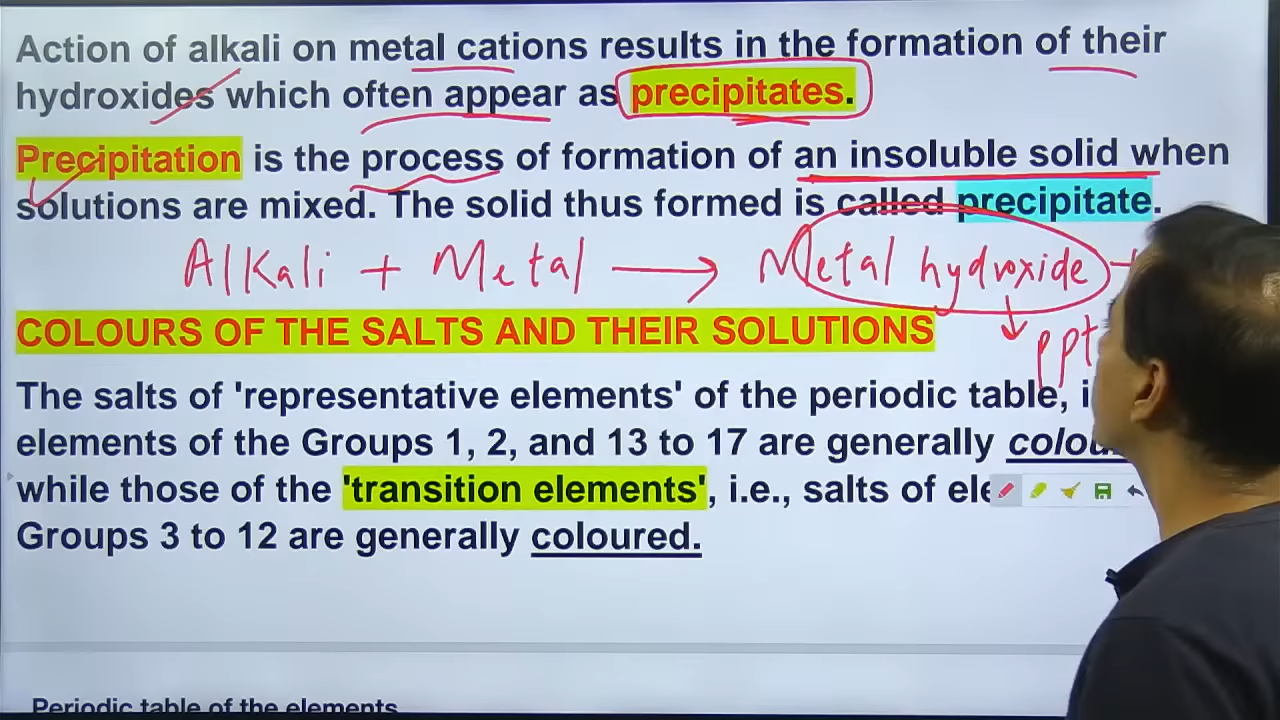 Action of alkali on metal cations results in the formation of their
hydroxides which often appear as precipitates.
Precipitation is the process of formation of an insoluble solid when
solutions are mixed. The solid thus formed is called precipitate.
Alkali + Metal → Metal hydroxide +
ppt
COLOURS OF THE SALTS AND THEIR SOLUTIONS
The salts of 'representative elements' of the periodic table,
elements of the Groups 1, 2, and 13 to 17 are generally
while those of the 'transition elements', i.e., salts of
Groups 3 to 12 are generally coloured.
Periodic table of the elements